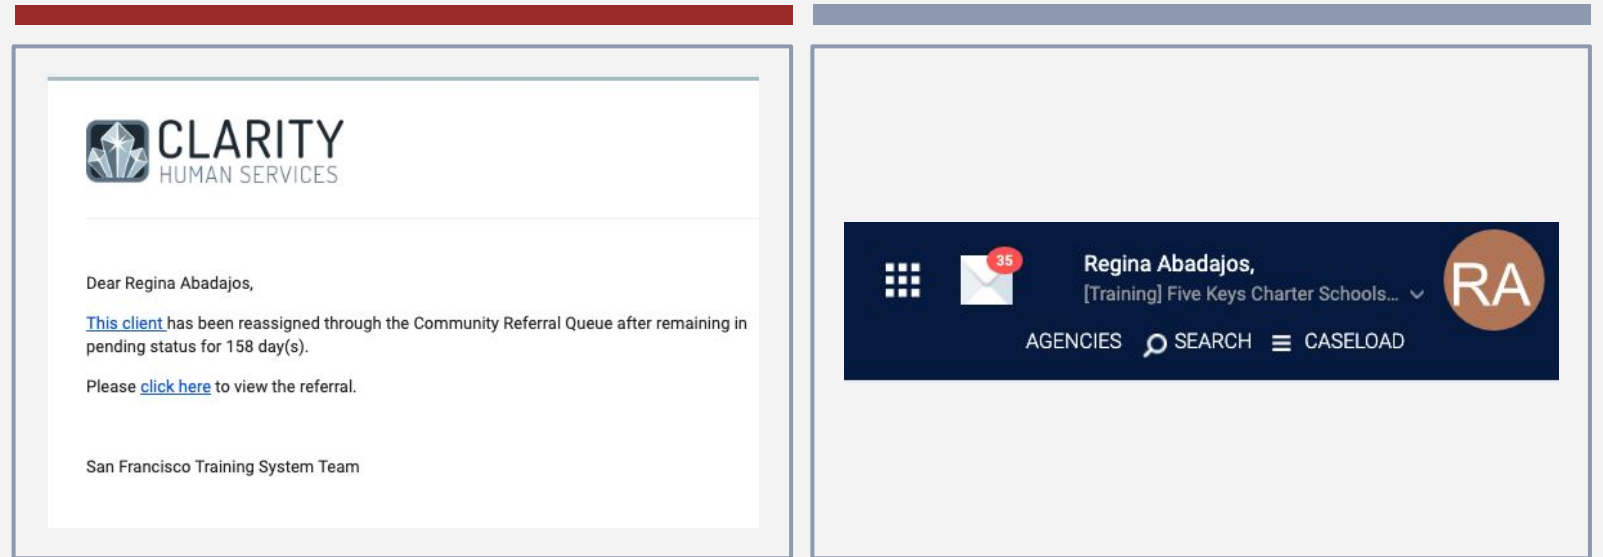 CLARITY
HUMAN SERVICES
Dear Regina Abadajos,
This client has been reassigned through the Community Referral Queue after remaining in
pending status for 158 day(s).
Please click here to view the referral.
San Francisco Training System Team
35
Regina Abadajos,
[Training] Five Keys Charter Schools...
RA
AGENCIES SEARCH CASELOAD